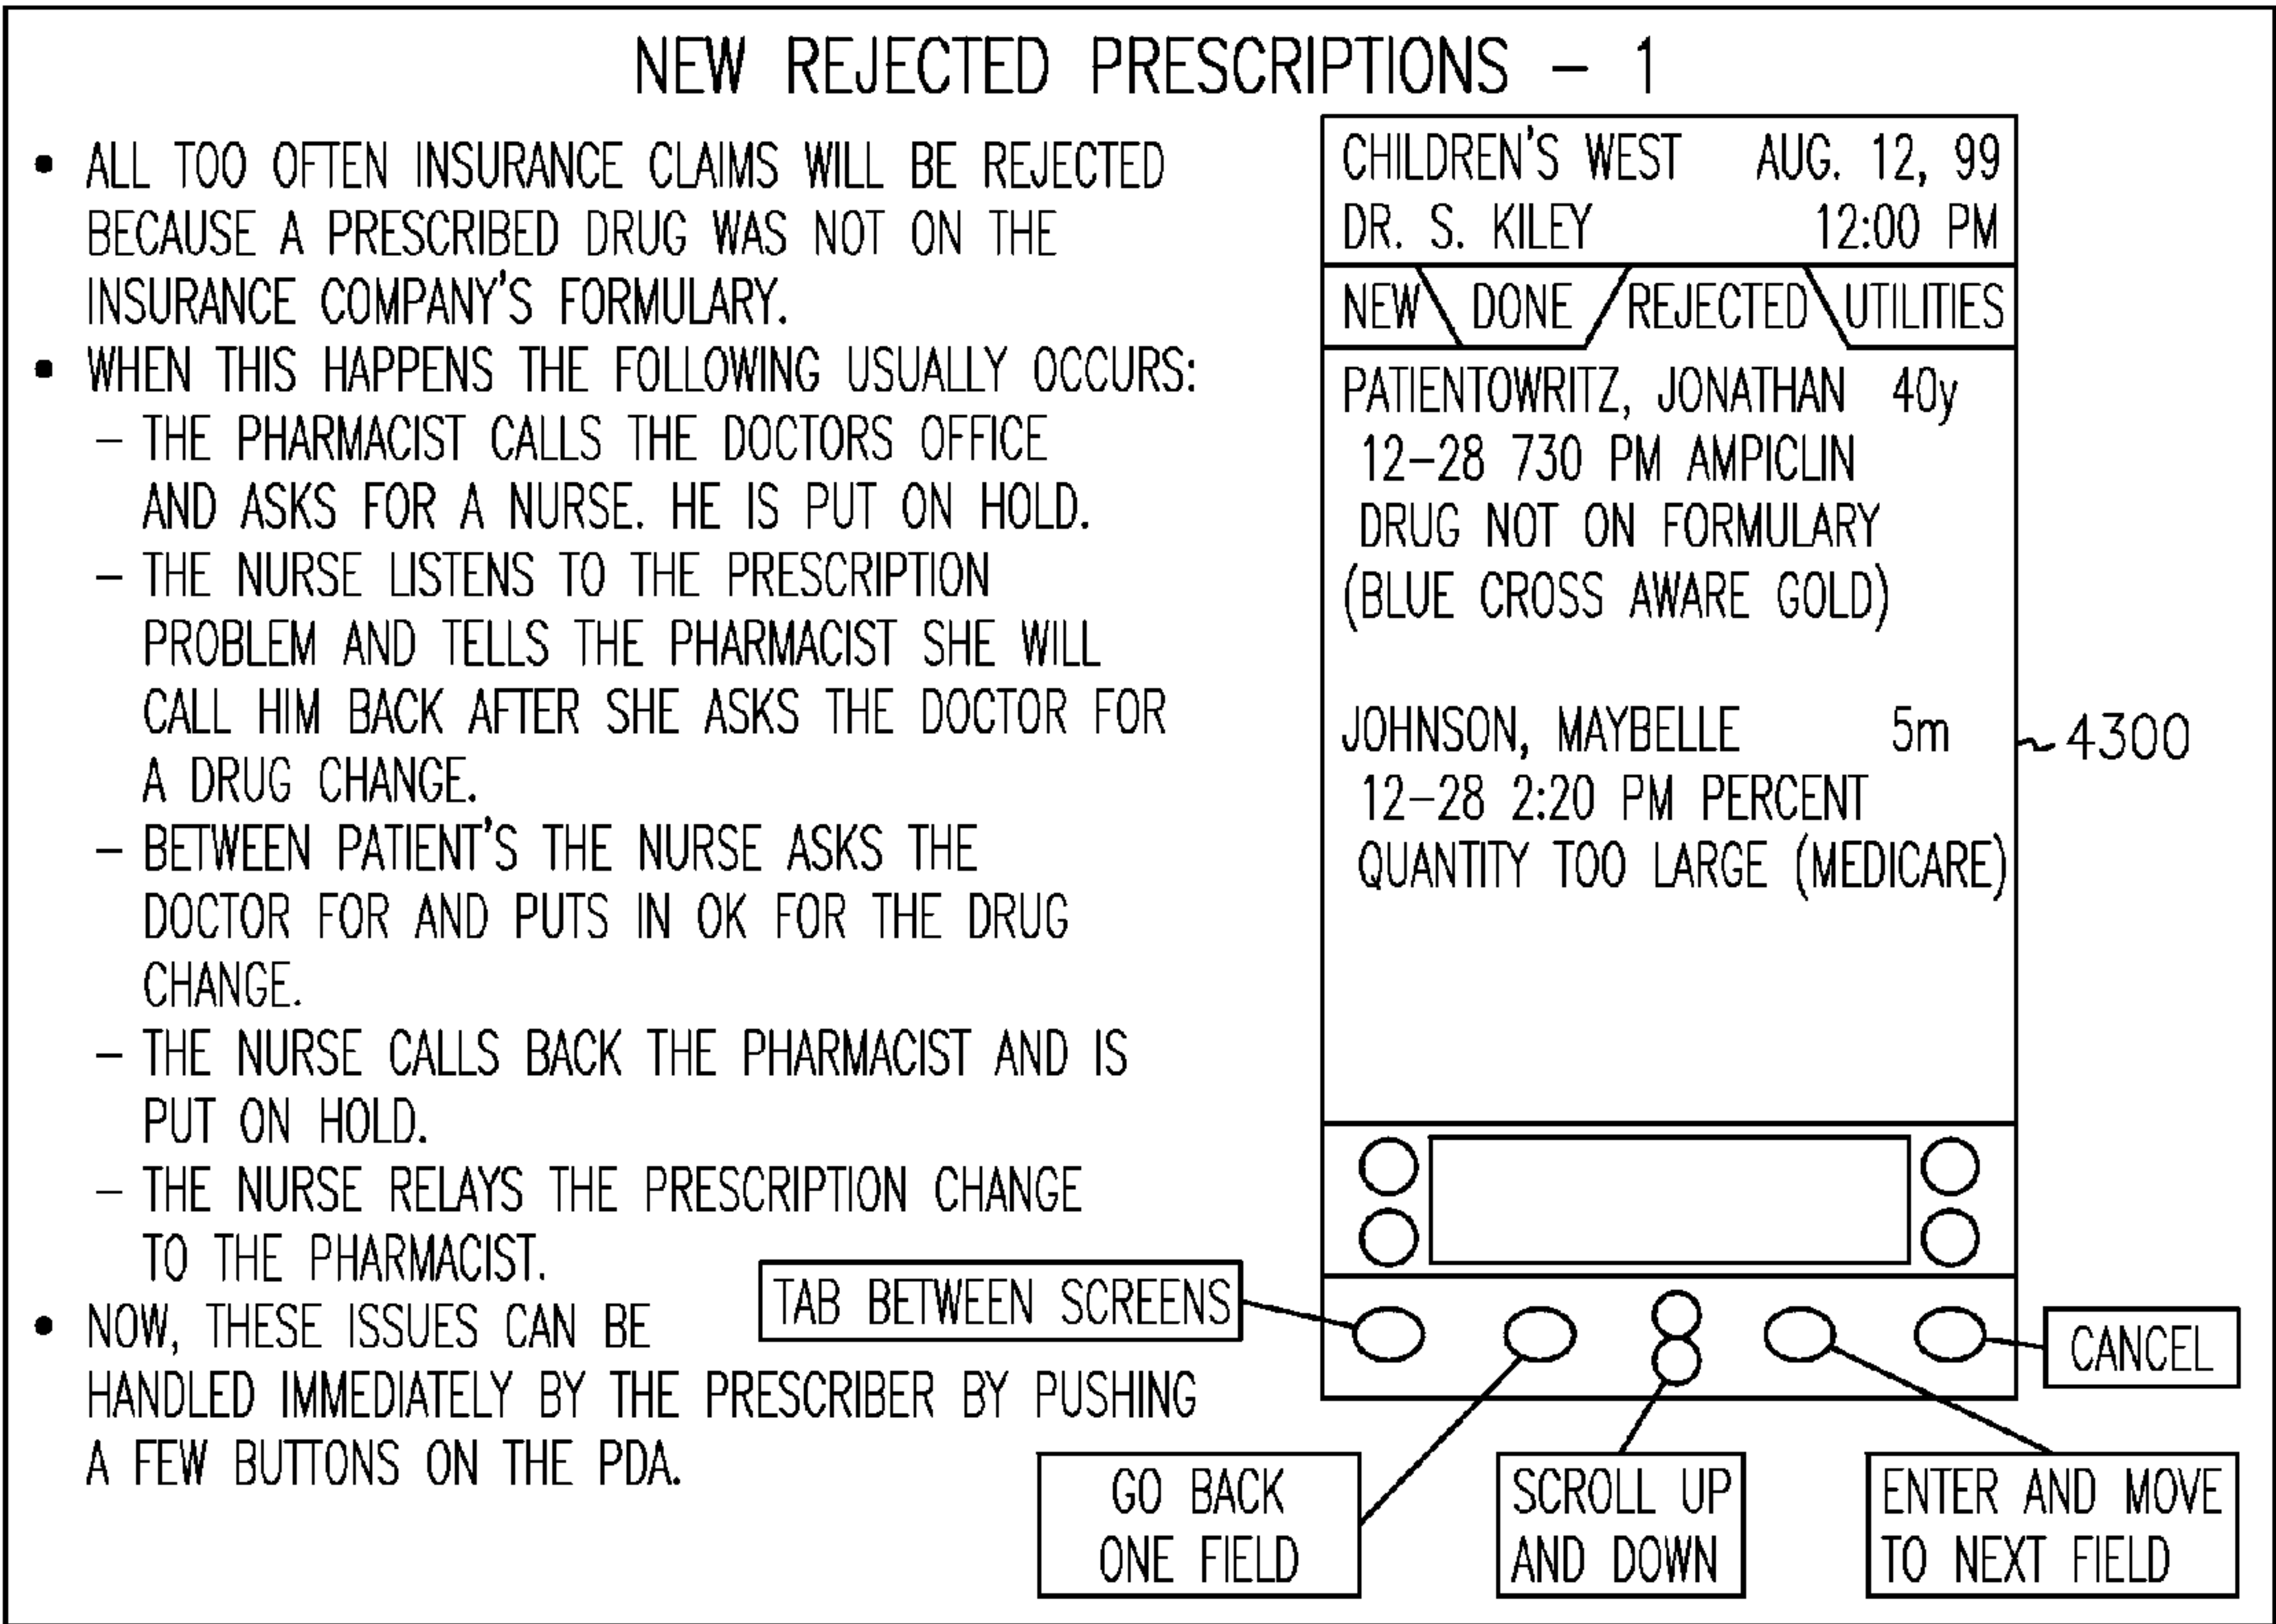 NEW REJECTED PRESCRIPTIONS – 1
• ALL TOO OFTEN INSURANCE CLAIMS WILL BE REJECTED
BECAUSE A PRESCRIBED DRUG WAS NOT ON THE
INSURANCE COMPANY'S FORMULARY.
• WHEN THIS HAPPENS THE FOLLOWING USUALLY OCCURS:
– THE PHARMACIST CALLS THE DOCTORS OFFICE
AND ASKS FOR A NURSE. HE IS PUT ON HOLD.
– THE NURSE LISTENS TO THE PRESCRIPTION
PROBLEM AND TELLS THE PHARMACIST SHE WILL
CALL HIM BACK AFTER SHE ASKS THE DOCTOR FOR
A DRUG CHANGE.
– BETWEEN PATIENT'S THE NURSE ASKS THE
DOCTOR FOR AND PUTS IN OK FOR THE DRUG
CHANGE.
– THE NURSE CALLS BACK THE PHARMACIST AND IS
PUT ON HOLD.
– THE NURSE RELAYS THE PRESCRIPTION CHANGE
TO THE PHARMACIST.
• NOW, THESE ISSUES CAN BE
HANDLED IMMEDIATELY BY THE PRESCRIBER BY PUSHING
A FEW BUTTONS ON THE PDA.
CHILDREN'S WEST AUG. 12, 99
DR. S. KILEY 12:00 PM
NEW DONE REJECTED UTILITIES
PATIENTOWRITZ, JONATHAN 40y
12–28 730 PM AMPICLIN
DRUG NOT ON FORMULARY
(BLUE CROSS AWARE GOLD)
JOHNSON, MAYBELLE 5m
12–28 2:20 PM PERCENT
QUANTITY TOO LARGE (MEDICARE)
4300
TAB BETWEEN SCREENS
CANCEL
GO BACK
ONE FIELD
SCROLL UP
AND DOWN
ENTER AND MOVE
TO NEXT FIELD